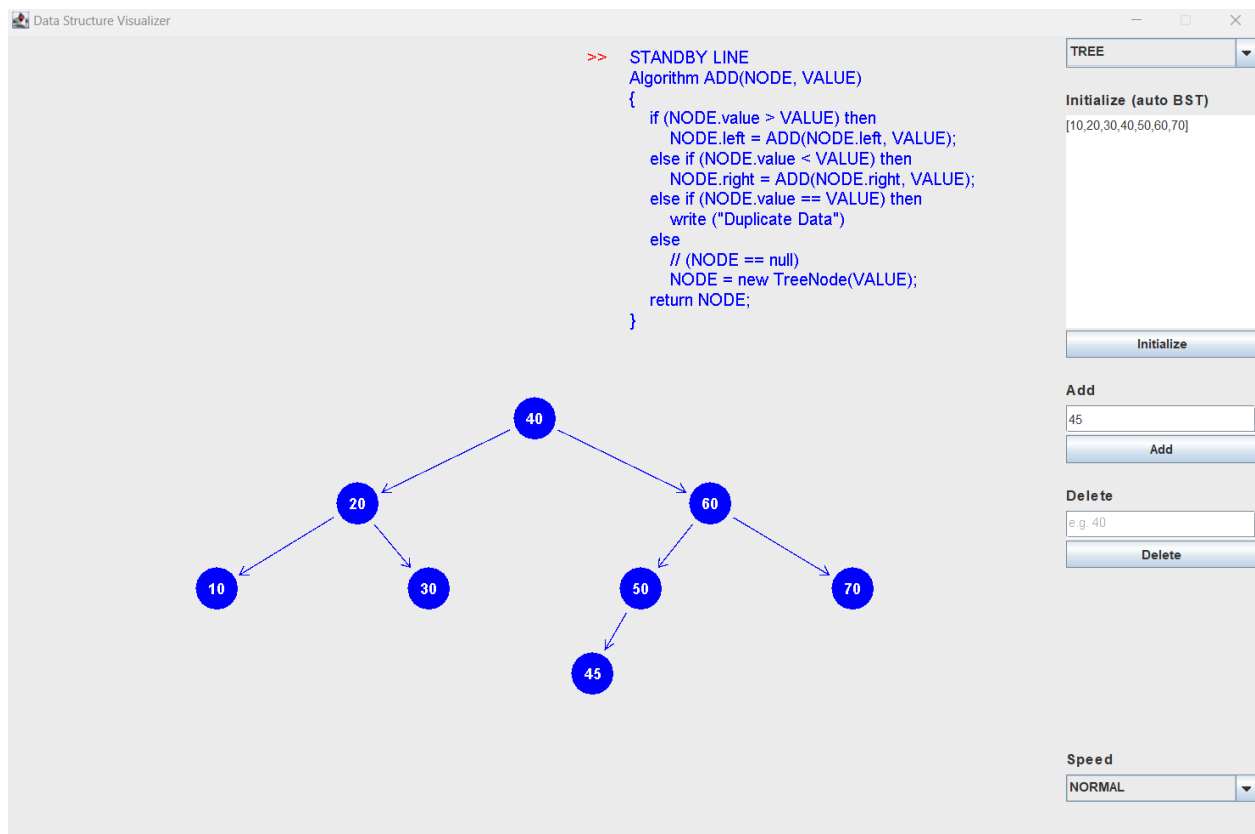 Data Structure Visualizer
>> STANDBY LINE
Algorithm ADD(NODE, VALUE)
{
if (NODE.value > VALUE) then
NODE.left = ADD(NODE.left, VALUE);
else if (NODE.value < VALUE) then
NODE.right = ADD(NODE.right, VALUE);
else if (NODE.value == VALUE) then
write ("Duplicate Data")
else
// (NODE == null)
NODE = new TreeNode(VALUE);
return NODE;
}
40
20
60
10
30
50
70
45
TREE
Initialize (auto BST)
[10,20,30,40,50,60,70]
Initialize
Add
45
Add
Delete
e.g. 40
Delete
Speed
NORMAL